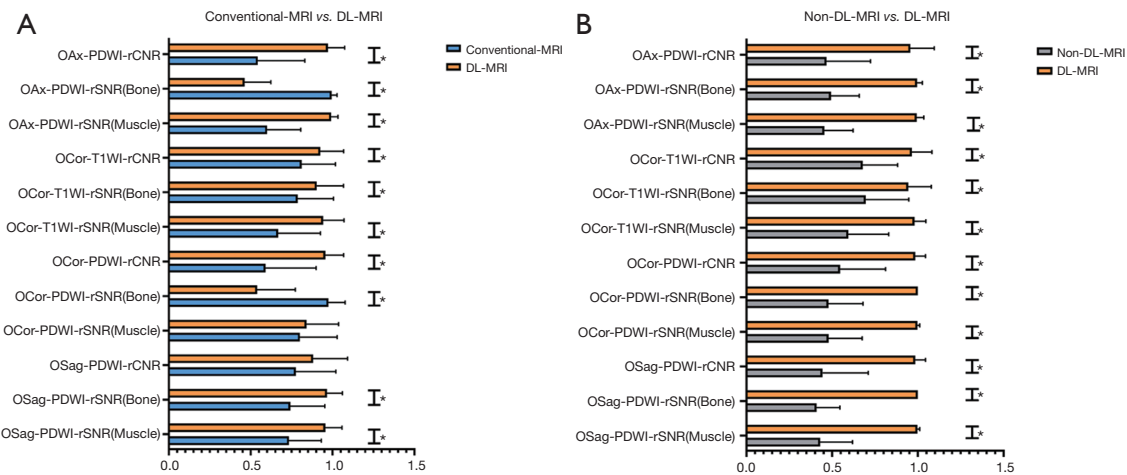 A
Conventional-MRI vs. DL-MRI
OAx-PDWI-rCNR
OAx-PDWI-rSNR(Bone)
OAx-PDWI-rSNR(Muscle)
OCor-T1WI-rCNR
OCor-T1WI-rSNR(Bone)
OCor-T1WI-rSNR(Muscle)
OCor-PDWI-rCNR
OCor-PDWI-rSNR(Bone)
OCor-PDWI-rSNR(Muscle)
OSag-PDWI-rCNR
OSag-PDWI-rSNR(Bone)
OSag-PDWI-rSNR(Muscle)
* * * * * * * * * *
0.0 0.5 1.0 1.5
Conventional-MRI
DL-MRI
B
Non-DL-MRI vs. DL-MRI
OAx-PDWI-rCNR
OAx-PDWI-rSNR(Bone)
OAx-PDWI-rSNR(Muscle)
OCor-T1WI-rCNR
OCor-T1WI-rSNR(Bone)
OCor-T1WI-rSNR(Muscle)
OCor-PDWI-rCNR
OCor-PDWI-rSNR(Bone)
OCor-PDWI-rSNR(Muscle)
OSag-PDWI-rCNR
OSag-PDWI-rSNR(Bone)
OSag-PDWI-rSNR(Muscle)
* * * * * * * * * * * *
0.0 0.5 1.0 1.5
Non-DL-MRI
DL-MRI